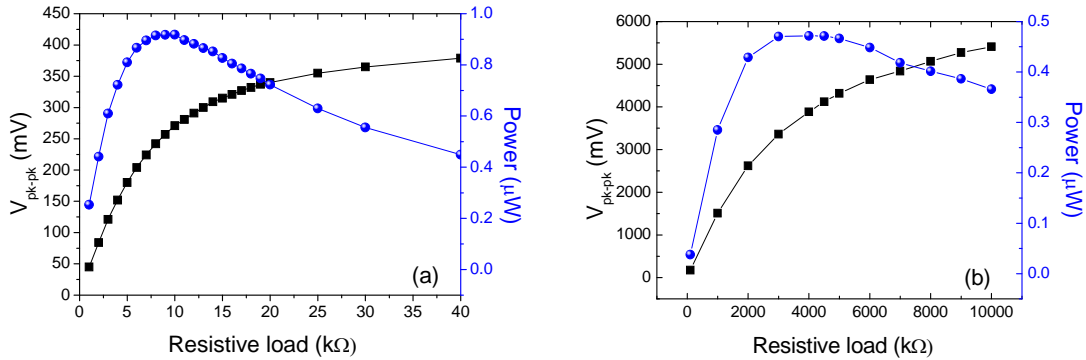 450
400
350
300
250
200
150
100
50
0
V_pk-pk (mV)
1.0
0.8
0.6
0.4
0.2
0.0
Power (μW)
(a)
0 5 10 15 20 25 30 35 40
Resistive load (kΩ)
6000
5000
4000
3000
2000
1000
0
V_pk-pk (mV)
0.5
0.4
0.3
0.2
0.1
0.0
Power (μW)
(b)
0 2000 4000 6000 8000 10000
Resistive load (kΩ)